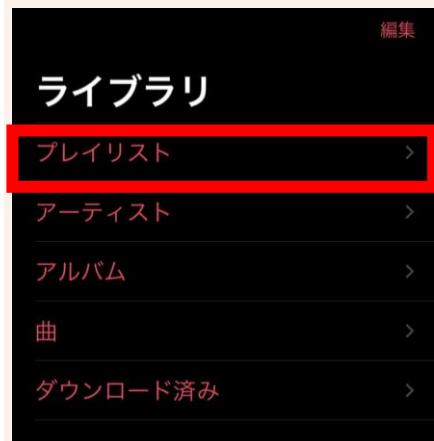 編集
ライブラリ
プレイリスト
アーティスト
アルバム
曲
ダウンロード済み